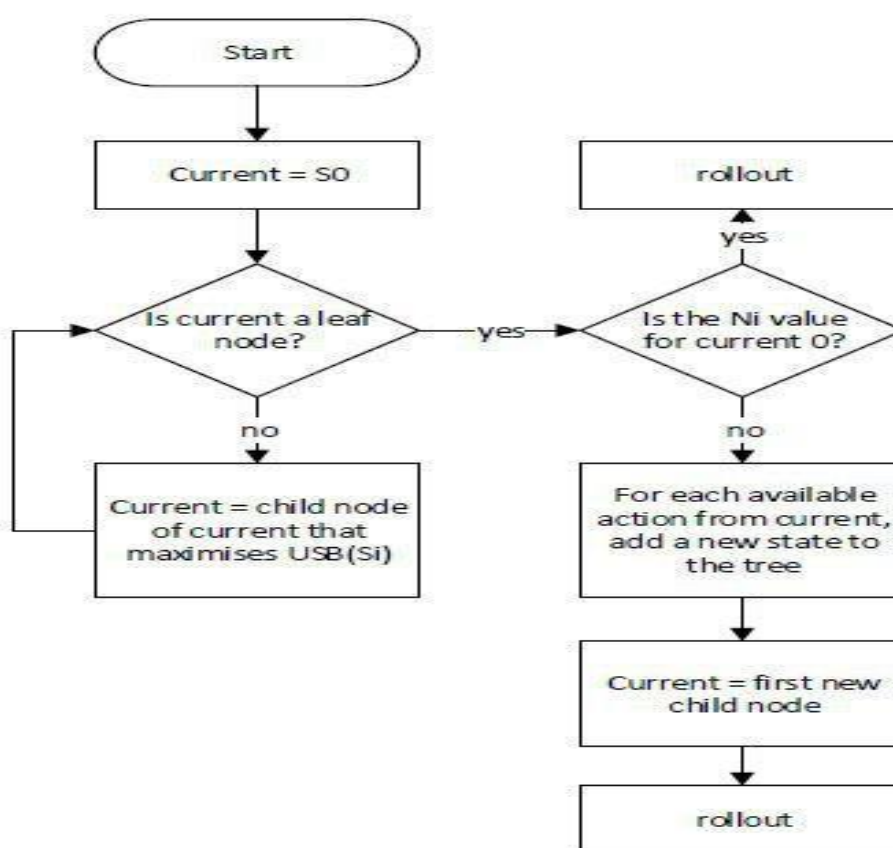 Start
Current = S0
Is current a leaf
node?
yes
no
Current = child node
of current that
maximises USB(Si)
rollout
yes
Is the Ni value
for current 0?
no
For each available
action from current,
add a new state to
the tree
Current = first new
child node
rollout